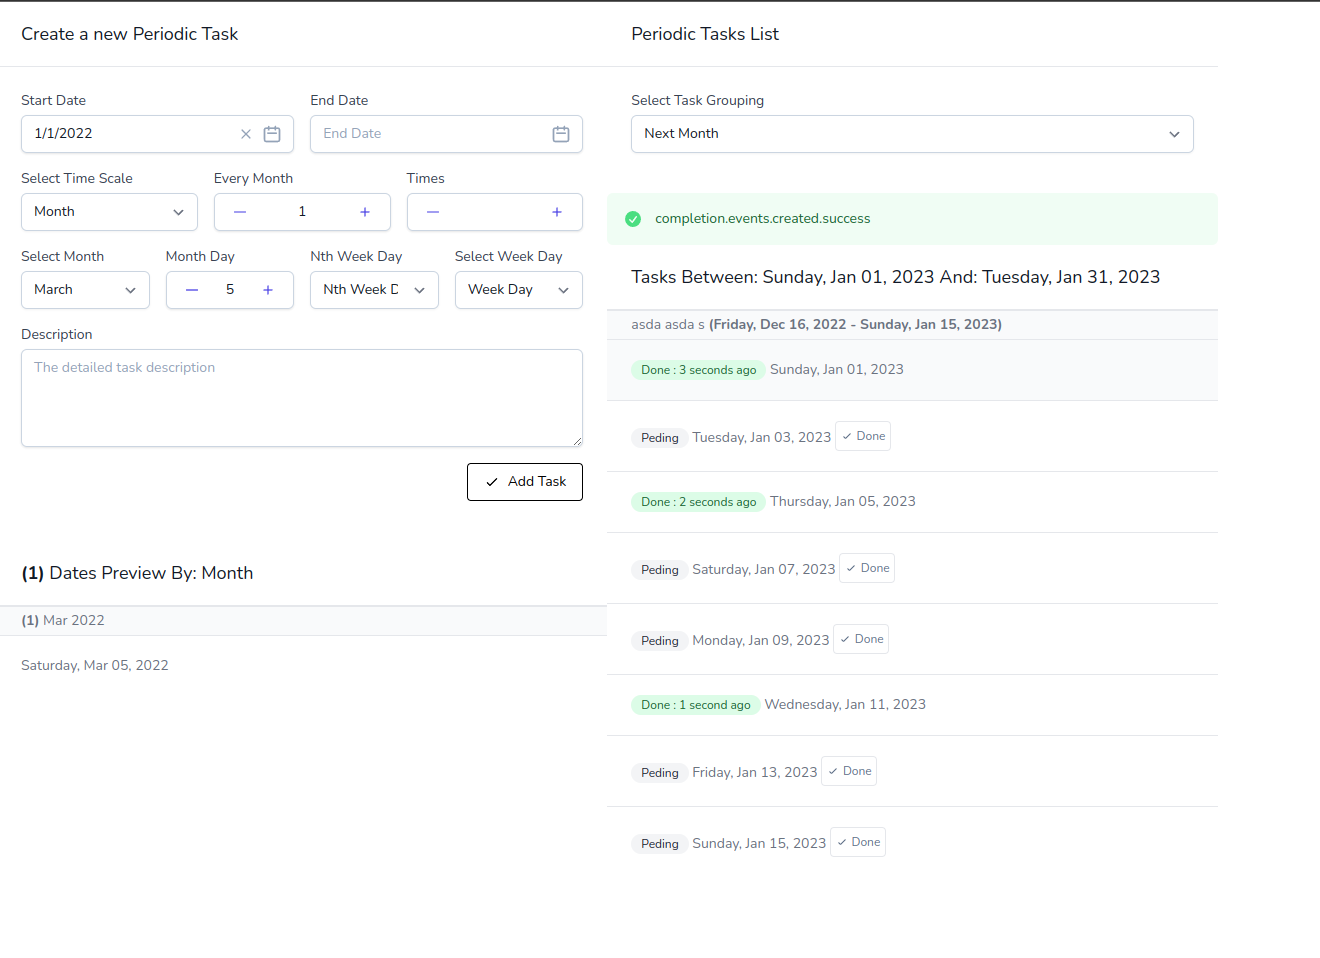 Create a new Periodic Task
Start Date
End Date
1/1/2022
End Date
Select Time Scale
Every Month
Times
Month
1
Select Month
Month Day
Nth Week Day
Select Week Day
March
5
Nth Week D
Week Day
Description
The detailed task description
Add Task
(1) Dates Preview By: Month
(1) Mar 2022
Saturday, Mar 05, 2022
Periodic Tasks List
Select Task Grouping
Next Month
completion.events.created.success
Tasks Between: Sunday, Jan 01, 2023 And: Tuesday, Jan 31, 2023
asda asda s (Friday, Dec 16, 2022 - Sunday, Jan 15, 2023)
Done : 3 seconds ago Sunday, Jan 01, 2023
Peding Tuesday, Jan 03, 2023 Done
Done : 2 seconds ago Thursday, Jan 05, 2023
Peding Saturday, Jan 07, 2023 Done
Peding Monday, Jan 09, 2023 Done
Done : 1 second ago Wednesday, Jan 11, 2023
Peding Friday, Jan 13, 2023 Done
Peding Sunday, Jan 15, 2023 Done